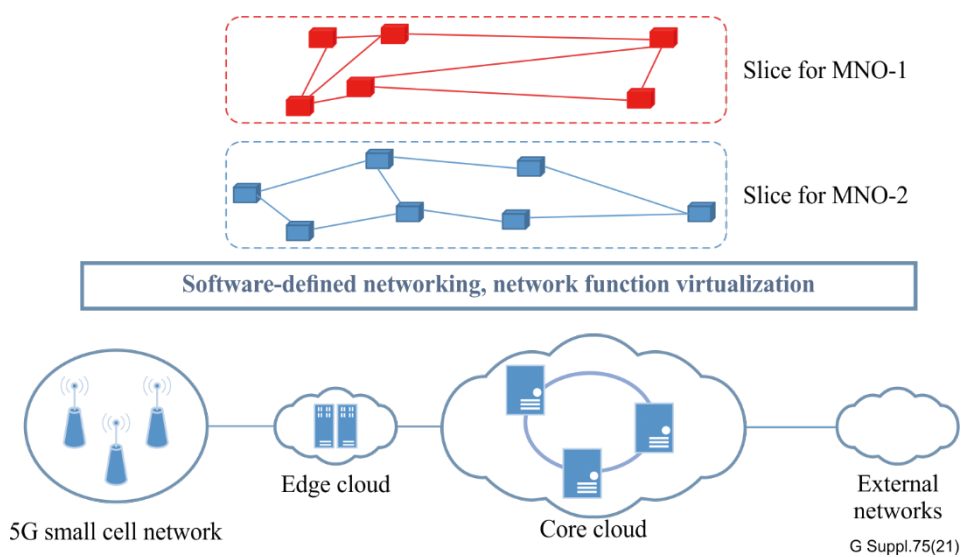 Slice for MNO-1
Slice for MNO-2
Software-defined networking, network function virtualization
5G small cell network
Edge cloud
Core cloud
External
networks
G Suppl.75(21)